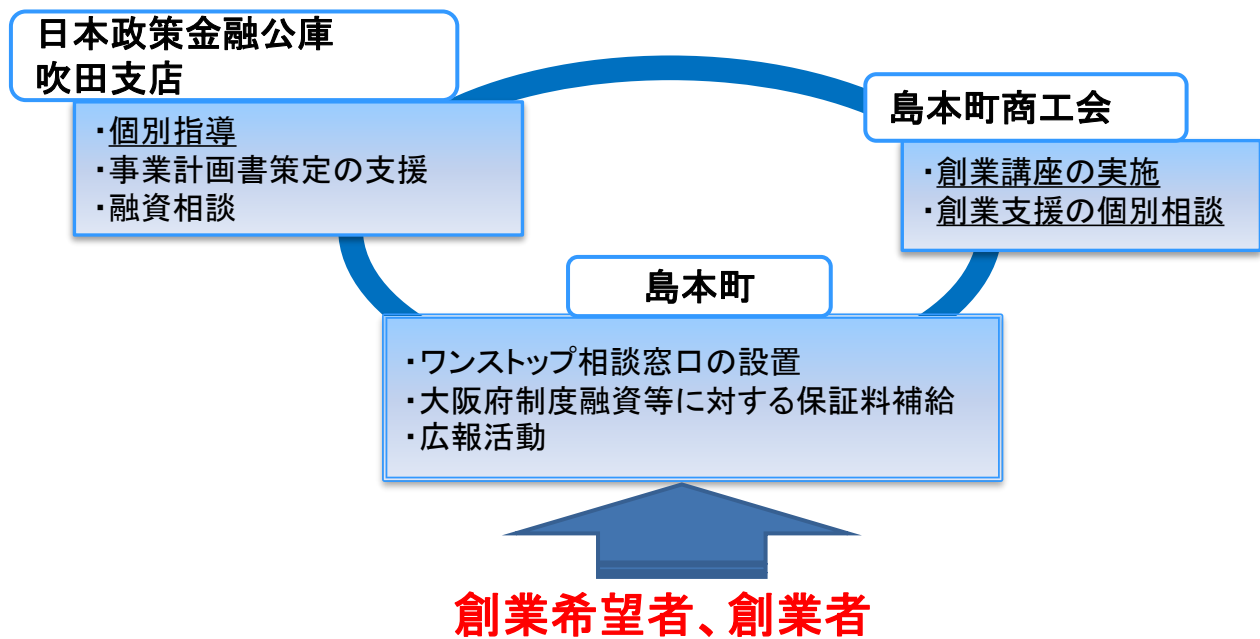 日本政策金融公庫
吹田支店
・個別指導
・事業計画書策定の支援
・融資相談
島本町商工会
・創業講座の実施
・創業支援の個別相談
島本町
・ワンストップ相談窓口の設置
・大阪府制度融資等に対する保証料補給
・広報活動
創業希望者、創業者